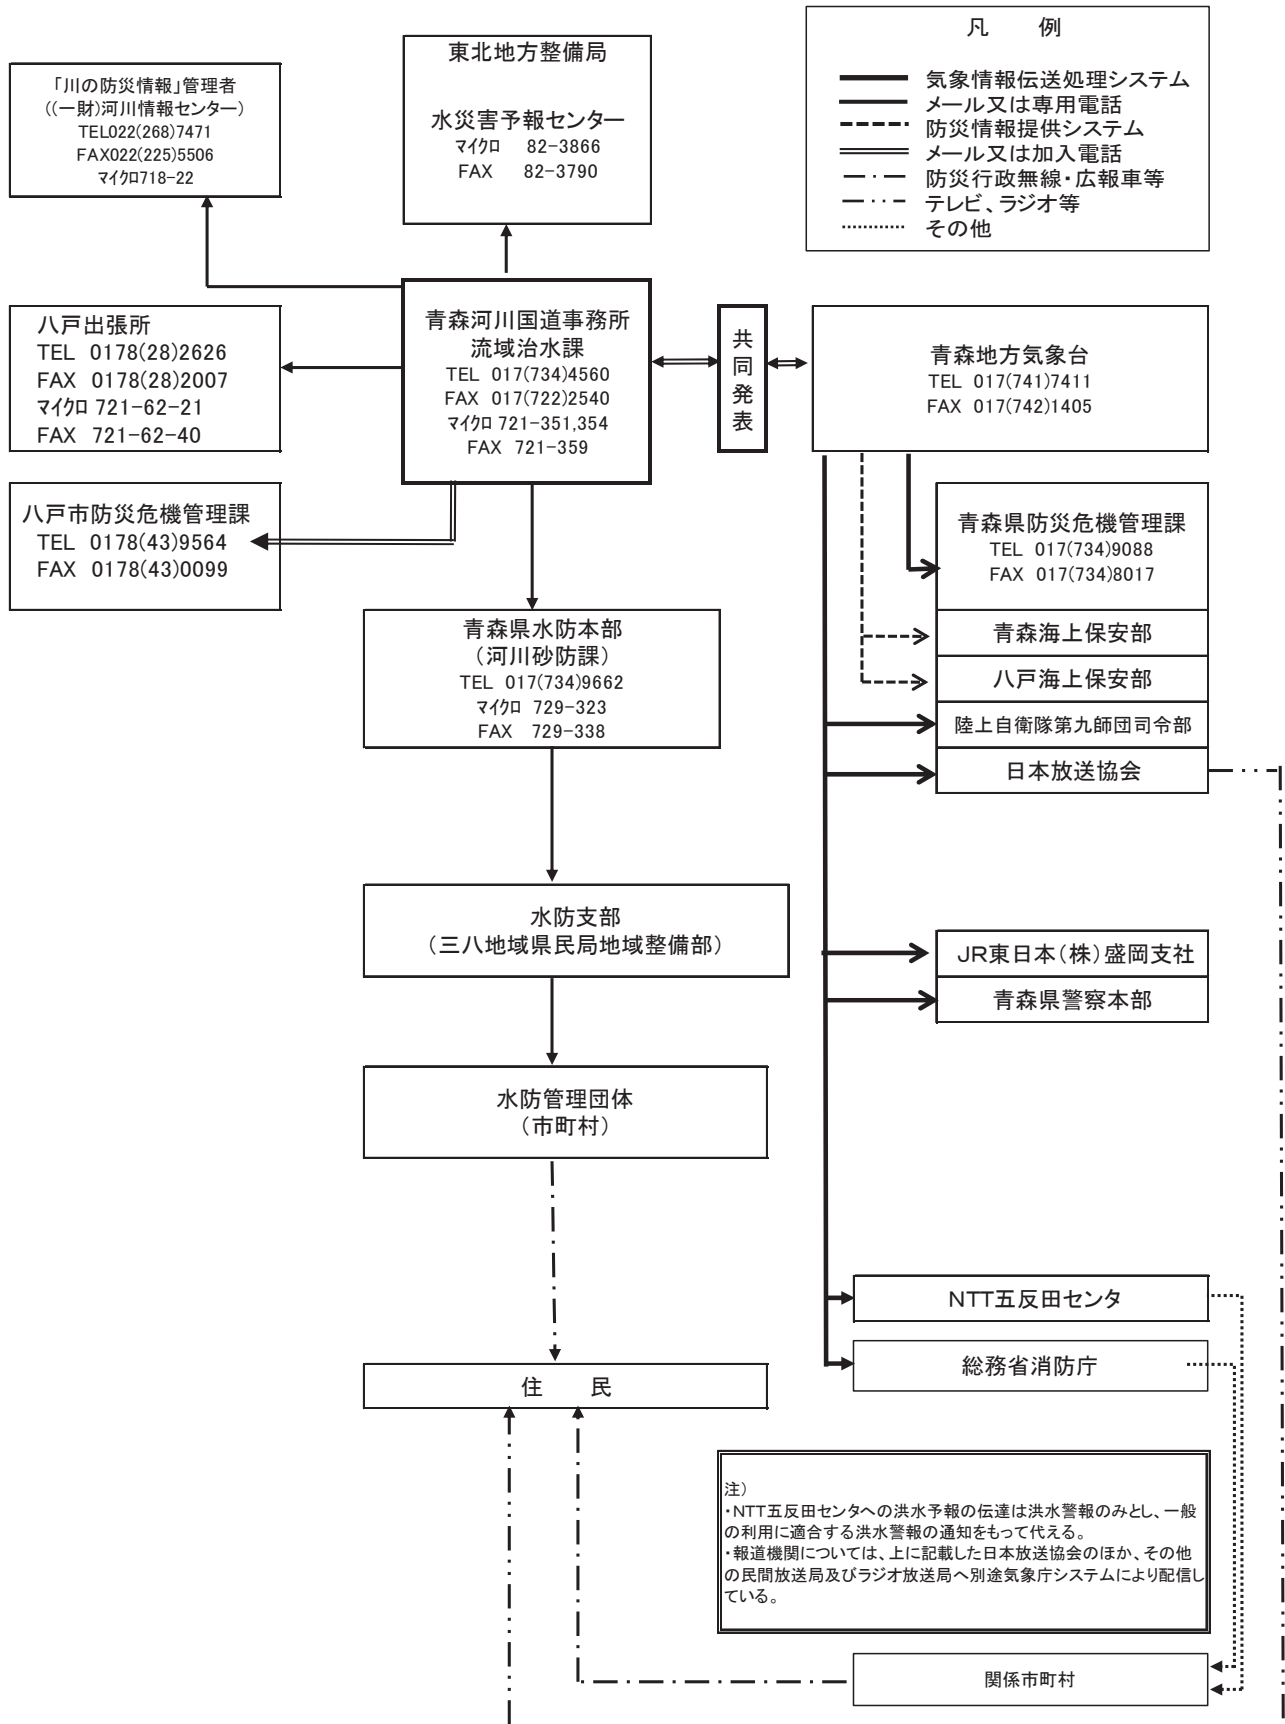 凡　例
気象情報伝送処理システム
メール又は専用電話
防災情報提供システム
メール又は加入電話
防災行政無線・広報車等
テレビ、ラジオ等
その他
「川の防災情報」管理者
((一財)河川情報センター)
TEL022(268)7471
FAX022(225)5506
マイクロ718-22
東北地方整備局
水災害予報センター
マイクロ 82-3866
FAX 82-3790
八戸出張所
TEL 0178(28)2626
FAX 0178(28)2007
マイクロ 721-62-21
FAX 721-62-40
青森河川国道事務所
流域治水課
TEL 017(734)4560
FAX 017(722)2540
マイクロ 721-351,354
FAX 721-359
共同発表
青森地方気象台
TEL 017(741)7411
FAX 017(742)1405
八戸市防災危機管理課
TEL 0178(43)9564
FAX 0178(43)0099
青森県防災危機管理課
TEL 017(734)9088
FAX 017(734)8017
青森海上保安部
八戸海上保安部
陸上自衛隊第九師団司令部
日本放送協会
青森県水防本部
(河川砂防課)
TEL 017(734)9662
マイクロ 729-323
FAX 729-338
水防支部
(三八地域県民局地域整備部)
JR東日本(株)盛岡支社
青森県警察本部
水防管理団体
(市町村)
NTT五反田センタ
総務省消防庁
住　民
注)
・NTT五反田センタへの洪水予報の伝達は洪水警報のみとし、一般
の利用に適合する洪水警報の通知をもって代える。
・報道機関については、上に記載した日本放送協会のほか、その他
の民間放送局及びラジオ放送局へ別途気象庁システムにより配信し
ている。
関係市町村